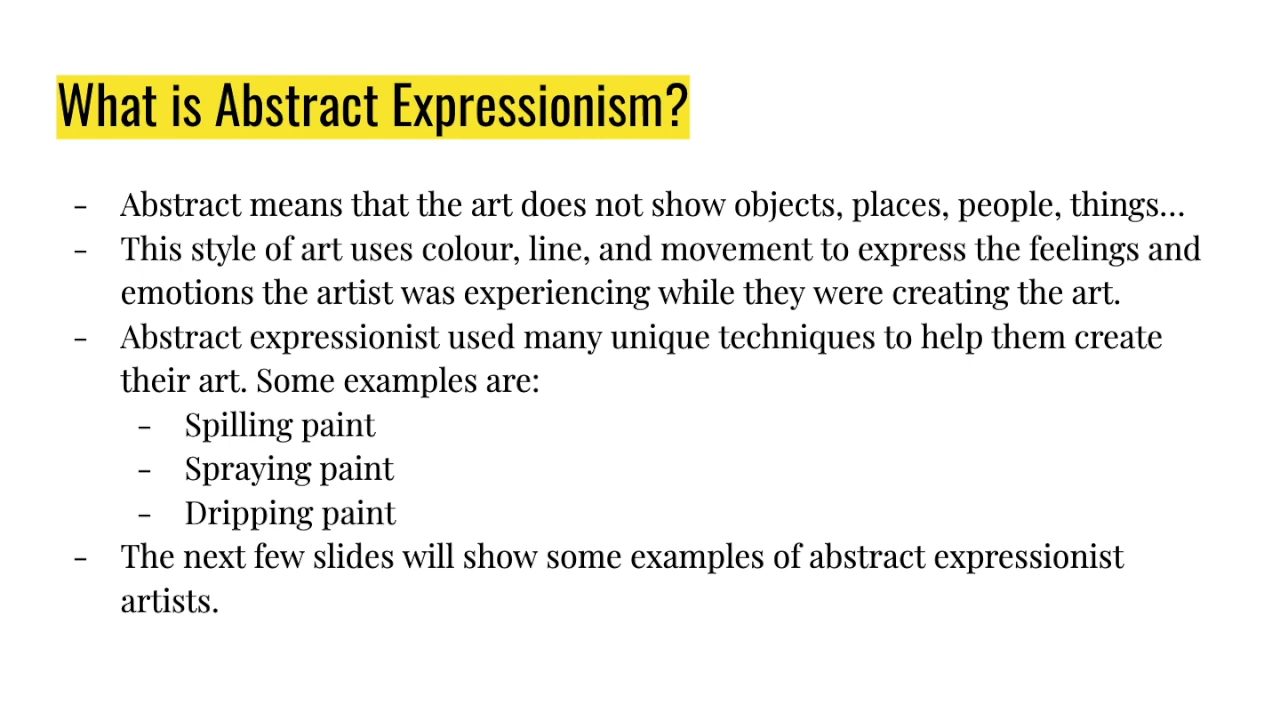 What is Abstract Expressionism?
- Abstract means that the art does not show objects, places, people, things...
- This style of art uses colour, line, and movement to express the feelings and
emotions the artist was experiencing while they were creating the art.
- Abstract expressionist used many unique techniques to help them create
their art. Some examples are:
- Spilling paint
- Spraying paint
- Dripping paint
- The next few slides will show some examples of abstract expressionist
artists.